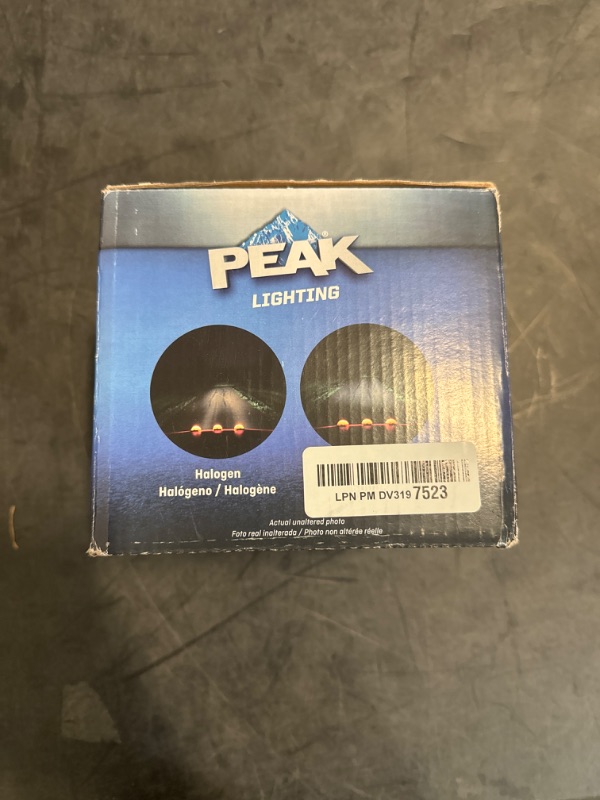 PEAK®
LIGHTING
Halogen
Halógeno / Halogène
LPN PM DV319 7523
Actual unaltered photo
Foto real inalterada / Photo non altérée réelle